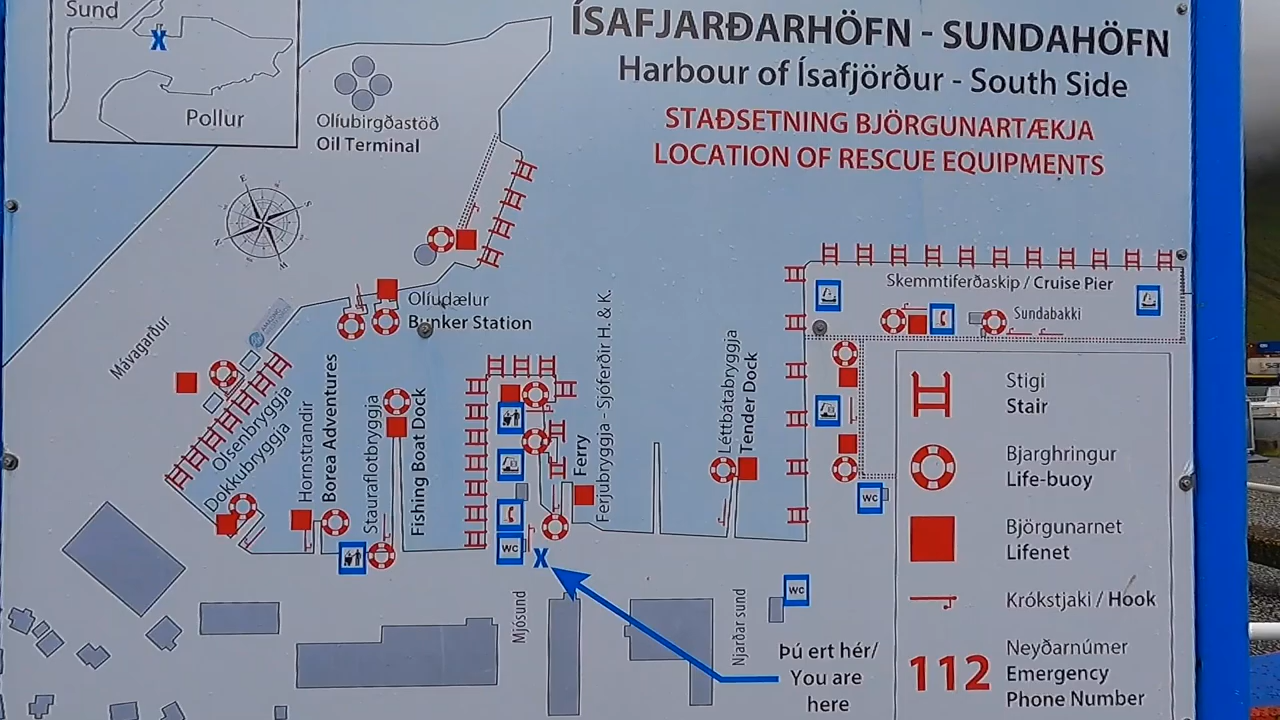 ÍSAFJARÐARHÖFN - SUNDAHÖFN
Harbour of Ísafjörður - South Side
STAÐSETNING BJÖRGUNARTÆKJA
LOCATION OF RESCUE EQUIPMENTS
Sund
X
Pollur
Olíubirgðastöð
Oil Terminal
Olíudælur
Bunker Station
Mávagarður
Olsenbryggja
Dokkubryggja
Hornstrandir
Borea Adventures
Stauraflotbryggja
Fishing Boat Dock
Ferry
Ferjubryggja - Sjóferðir H. & K.
Léttbátabryggja
Tender Dock
Skemmtiferðaskip / Cruise Pier
Sundabakki
WC
WC
WC
X
Mjósund
Njarðar sund
Þú ert hér/
You are
here
Stigi
Stair
Bjarghringur
Life-buoy
Björgunarnet
Lifenet
Krókstjaki / Hook
112
Neyðarnúmer
Emergency
Phone Number